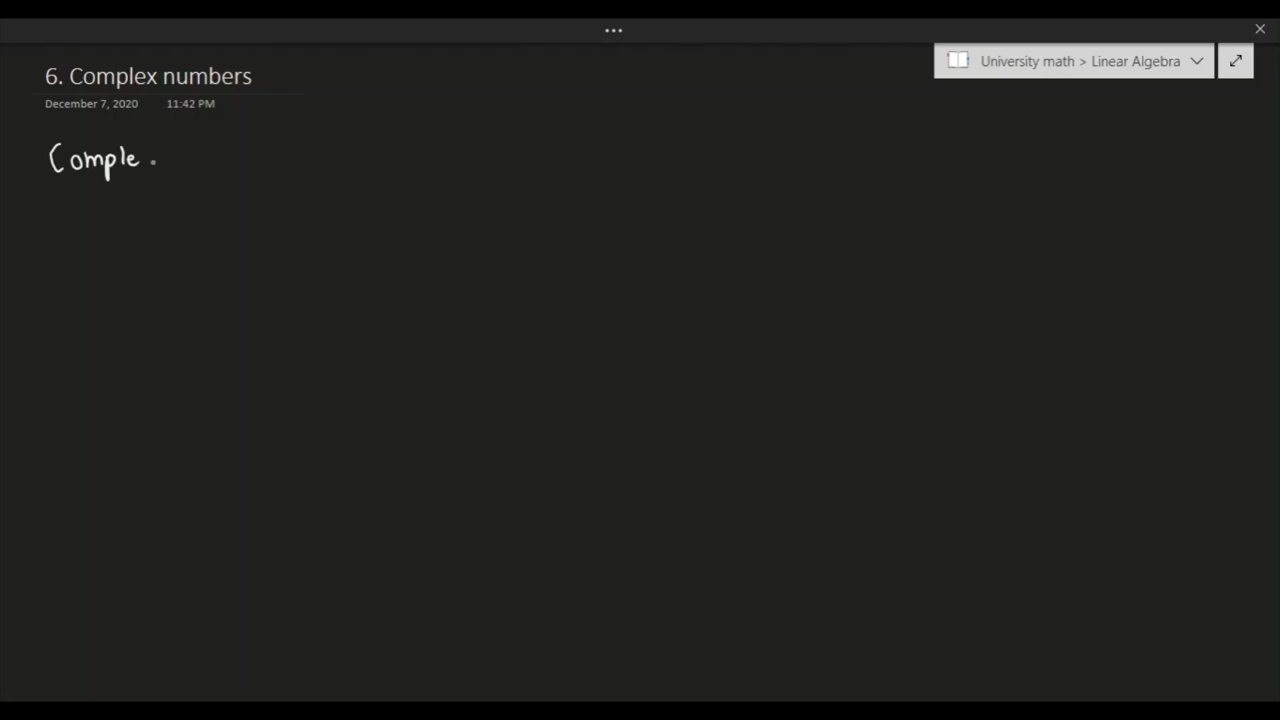 University math > Linear Algebra
6. Complex numbers
December 7, 2020 11:42 PM
Comple